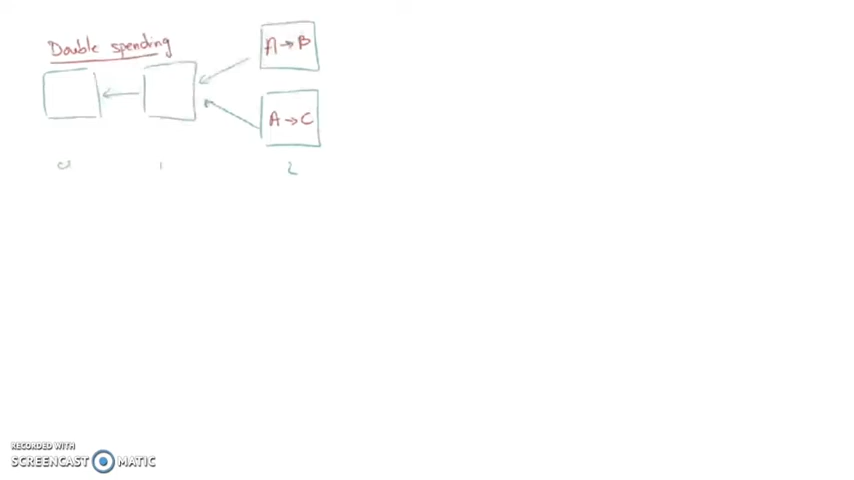 Double spending
A→B
A→C
0 1 2
RECORDED WITH
SCREENCAST MATIC